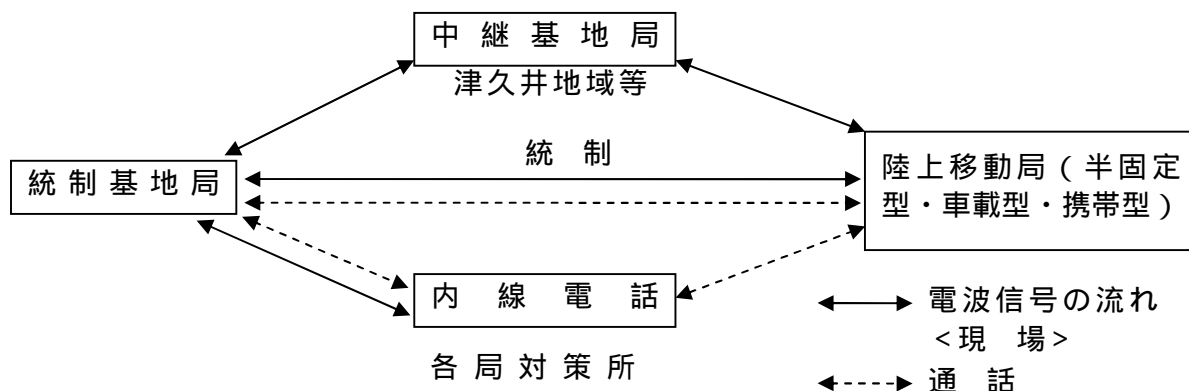 中継基地局
津久井地域等
統制
統制基地局
陸上移動局(半固定
型・車載型・携帯型)
内線電話
各局対策所
電波信号の流れ
<現 場>
通 話